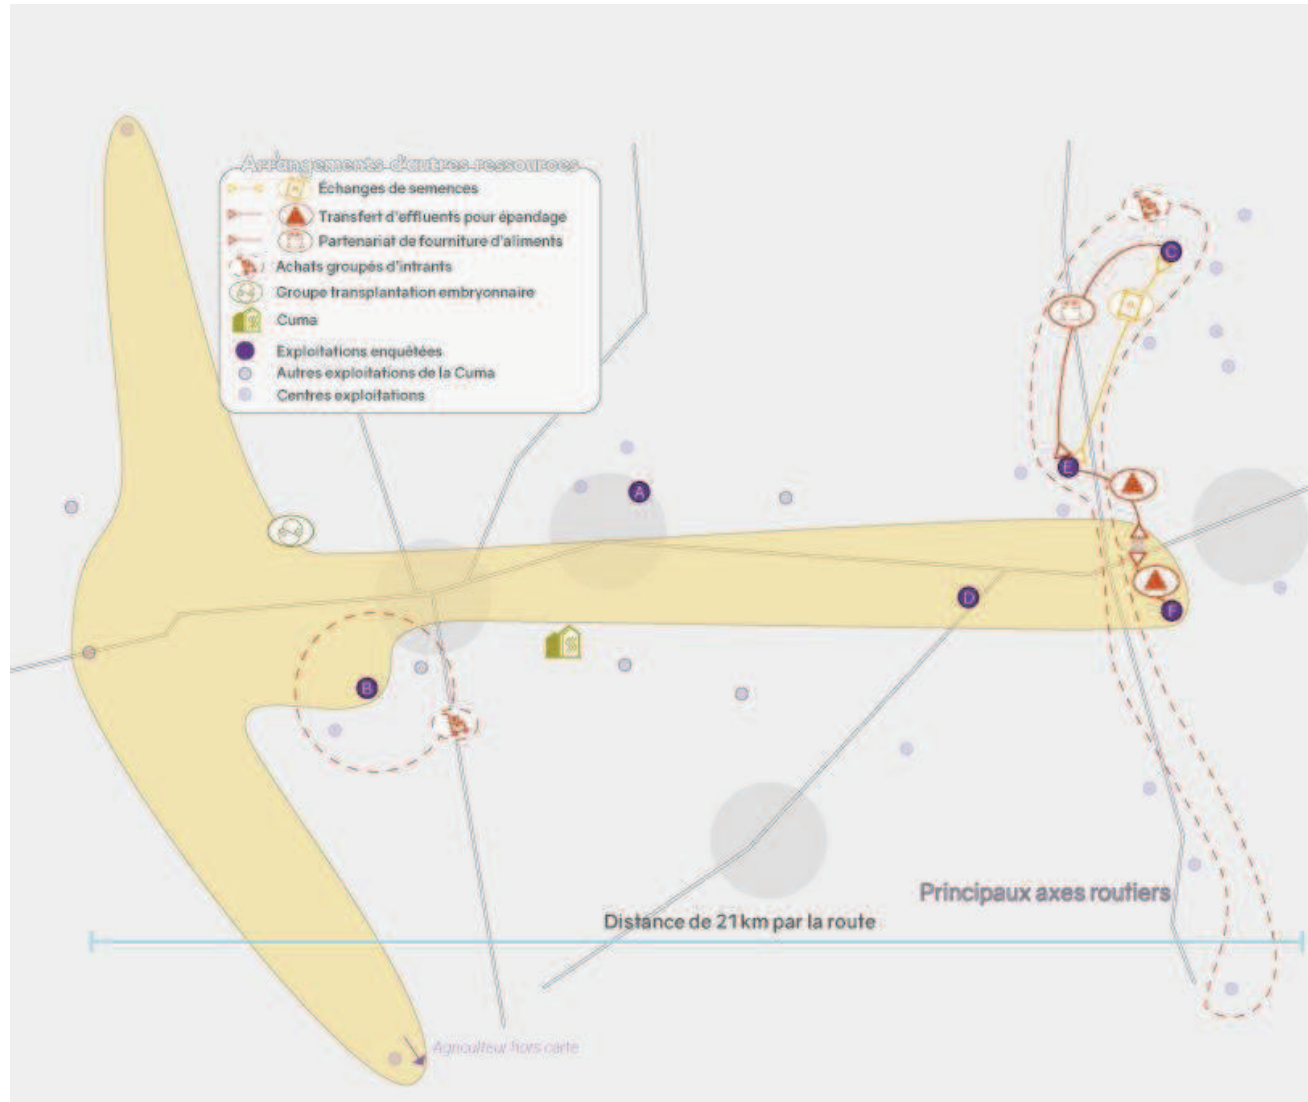 Arrangements d'autres ressources
Échanges de semences
Transfert d'effluents pour épandage
Partenariat de fourniture d'aliments
Achats groupés d'intrants
Groupe transplantation embryonnaire
Cuma
Exploitations enquêtées
Autres exploitations de la Cuma
Centres exploitations
C
E
A
D
F
B
Principaux axes routiers
Distance de 21 km par la route
Agriculteur hors carte